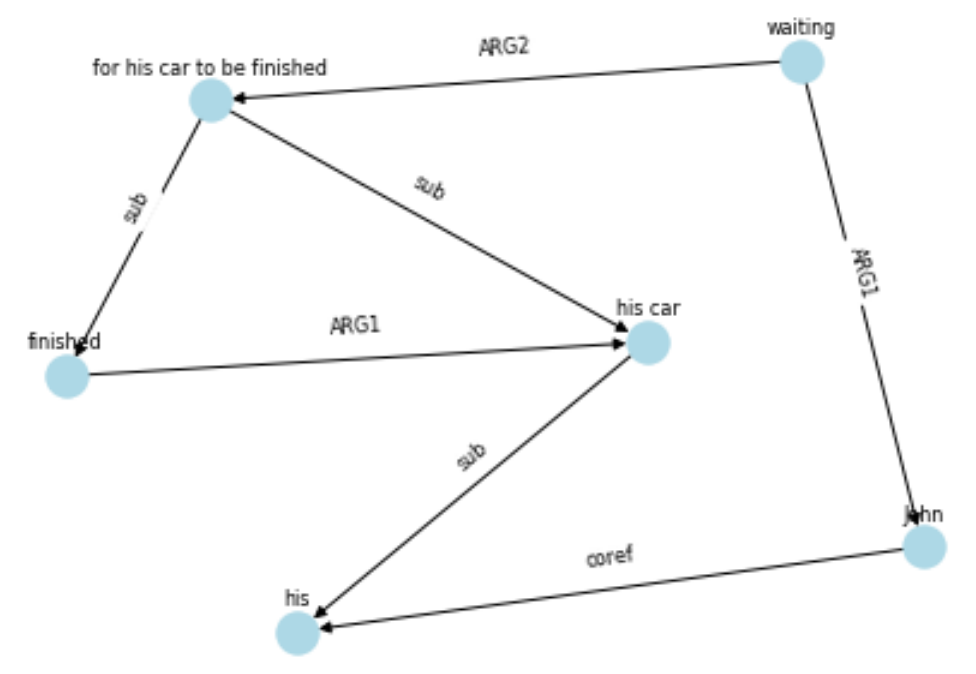 waiting
ARG2
for his car to be finished
sub
sub
ARG1
his car
ARG1
finished
sub
John
coref
his